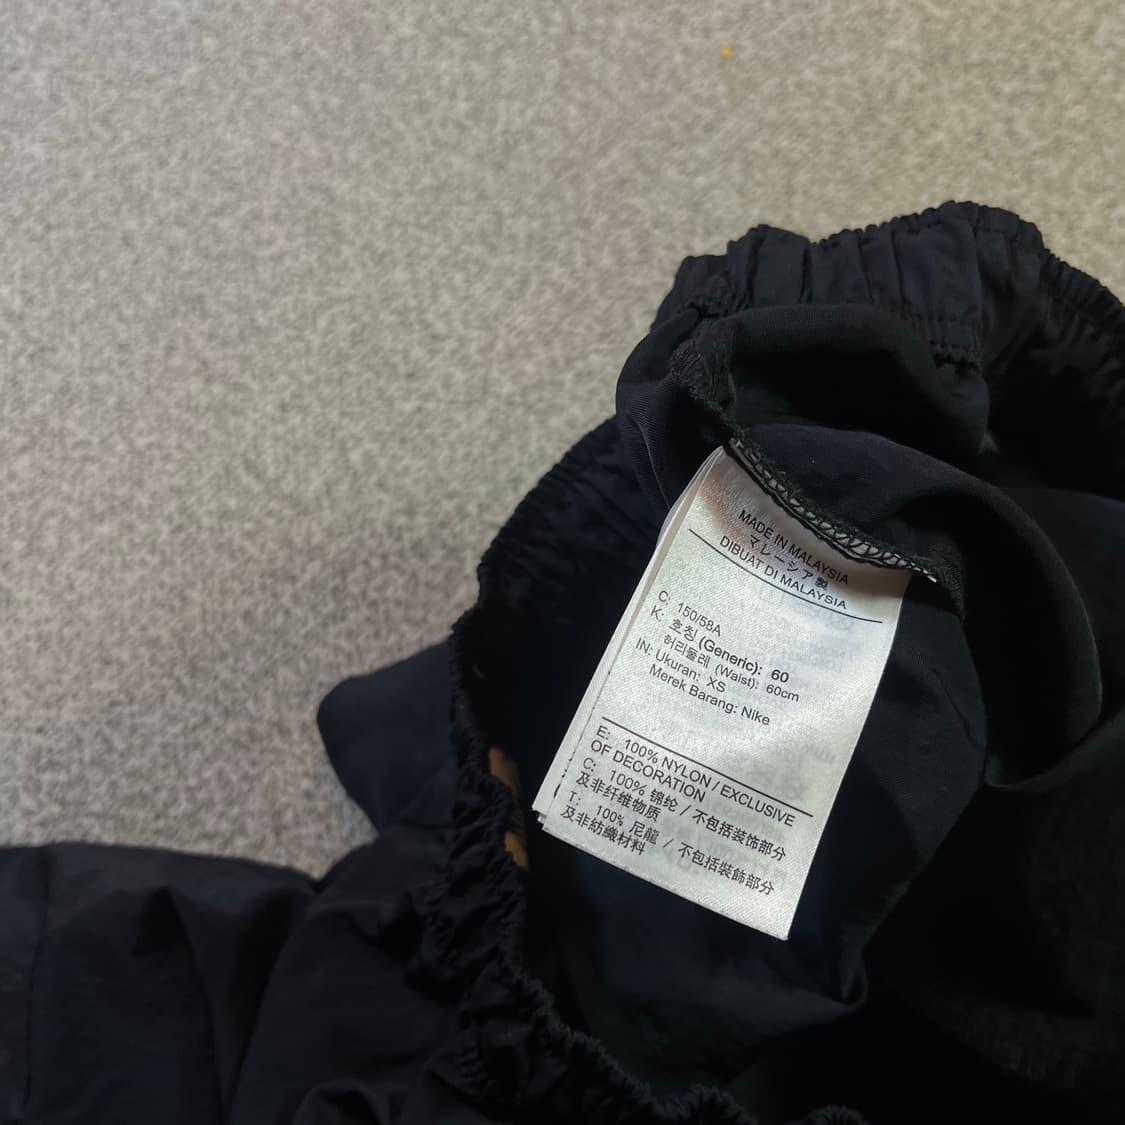 MADE IN MALAYSIA
マレーシア製
DIBUAT DI MALAYSIA
C: 150/58A
K: 호칭 (Generic): 60
허리둘레 (Waist): 60cm
IN: Ukuran: XS
Merek Barang: Nike
E: 100% NYLON / EXCLUSIVE
OF DECORATION
C: 100% 锦纶 / 不包括装饰部分
及非纤维物质
T: 100% 尼龍 / 不包括裝飾部分
及非紡織材料